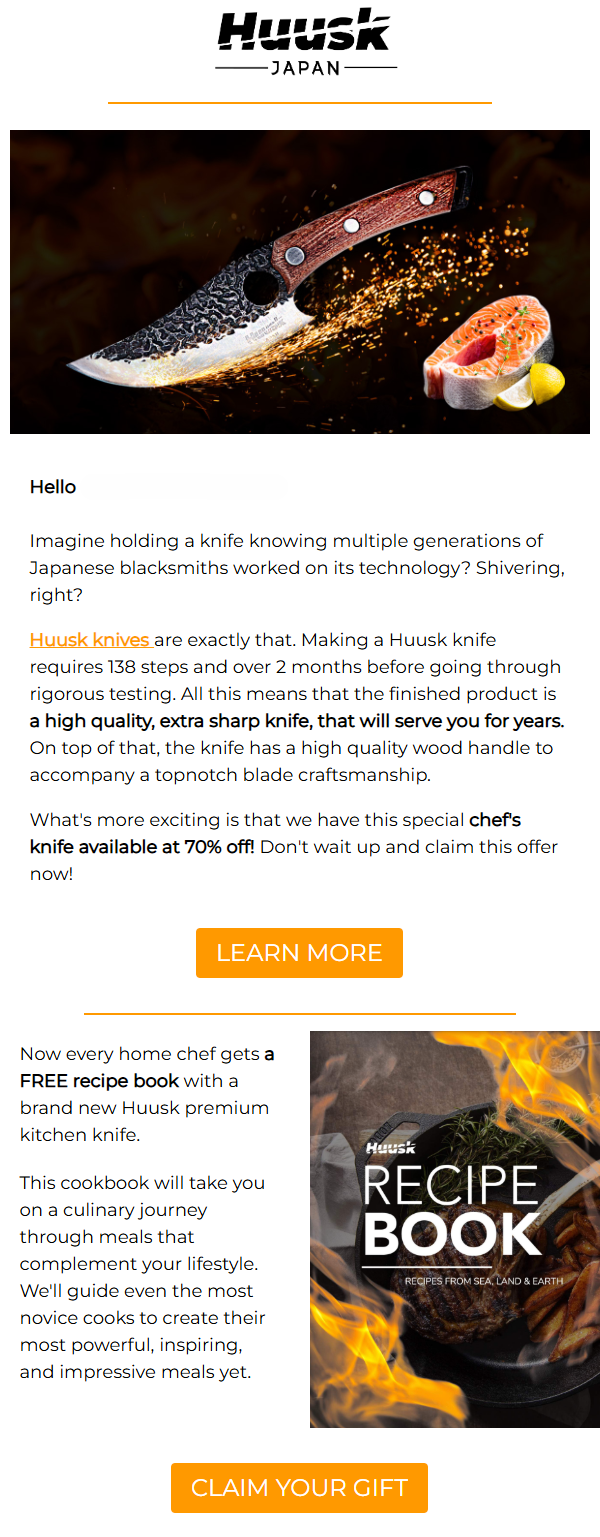 Huusk
JAPAN
Hello
Imagine holding a knife knowing multiple generations of
Japanese blacksmiths worked on its technology? Shivering,
right?
Huusk knives are exactly that. Making a Huusk knife
requires 138 steps and over 2 months before going through
rigorous testing. All this means that the finished product is
a high quality, extra sharp knife, that will serve you for years.
On top of that, the knife has a high quality wood handle to
accompany a topnotch blade craftsmanship.
What's more exciting is that we have this special chef's
knife available at 70% off! Don't wait up and claim this offer
now!
LEARN MORE
Now every home chef gets a
FREE recipe book with a
brand new Huusk premium
kitchen knife.
This cookbook will take you
on a culinary journey
through meals that
complement your lifestyle.
We'll guide even the most
novice cooks to create their
most powerful, inspiring,
and impressive meals yet.
Huusk
RECIPE
BOOK
RECIPES FROM SEA, LAND & EARTH
CLAIM YOUR GIFT